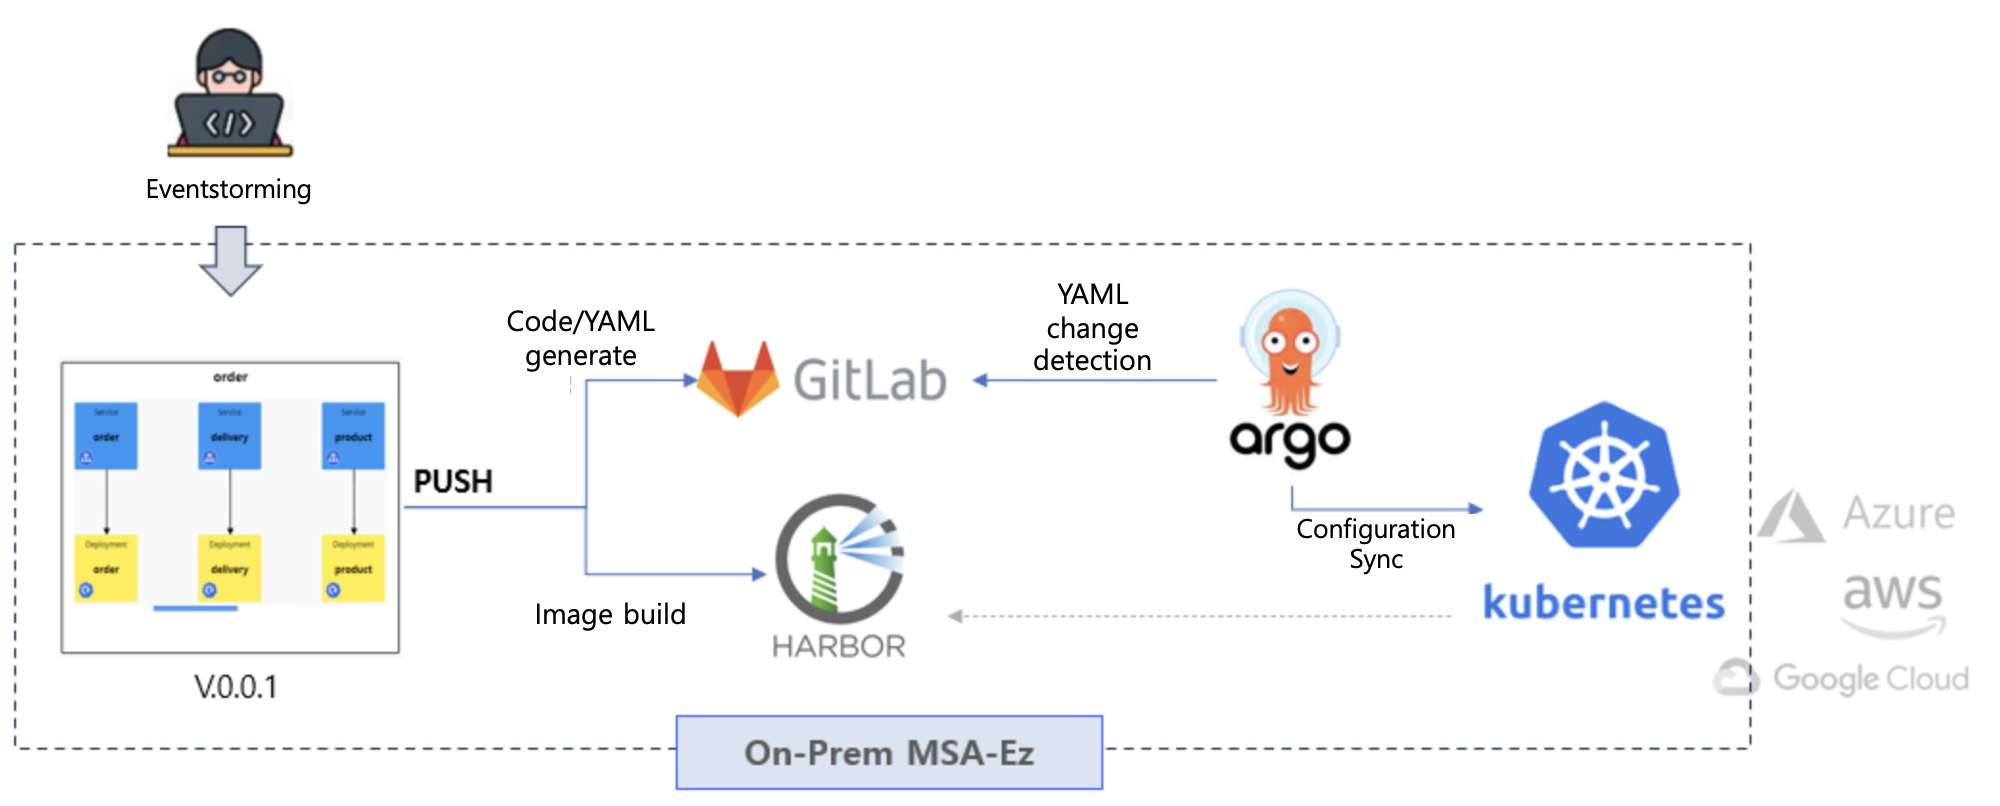 </>
Eventstorming
order
Service
order
Service
delivery
Service
product
Deployment
order
Deployment
delivery
Deployment
product
V.0.0.1
PUSH
Code/YAML
generate
GitLab
YAML
change
detection
argo
Configuration
Sync
Image build
HARBOR
kubernetes
Azure
aws
Google Cloud
On-Prem MSA-Ez